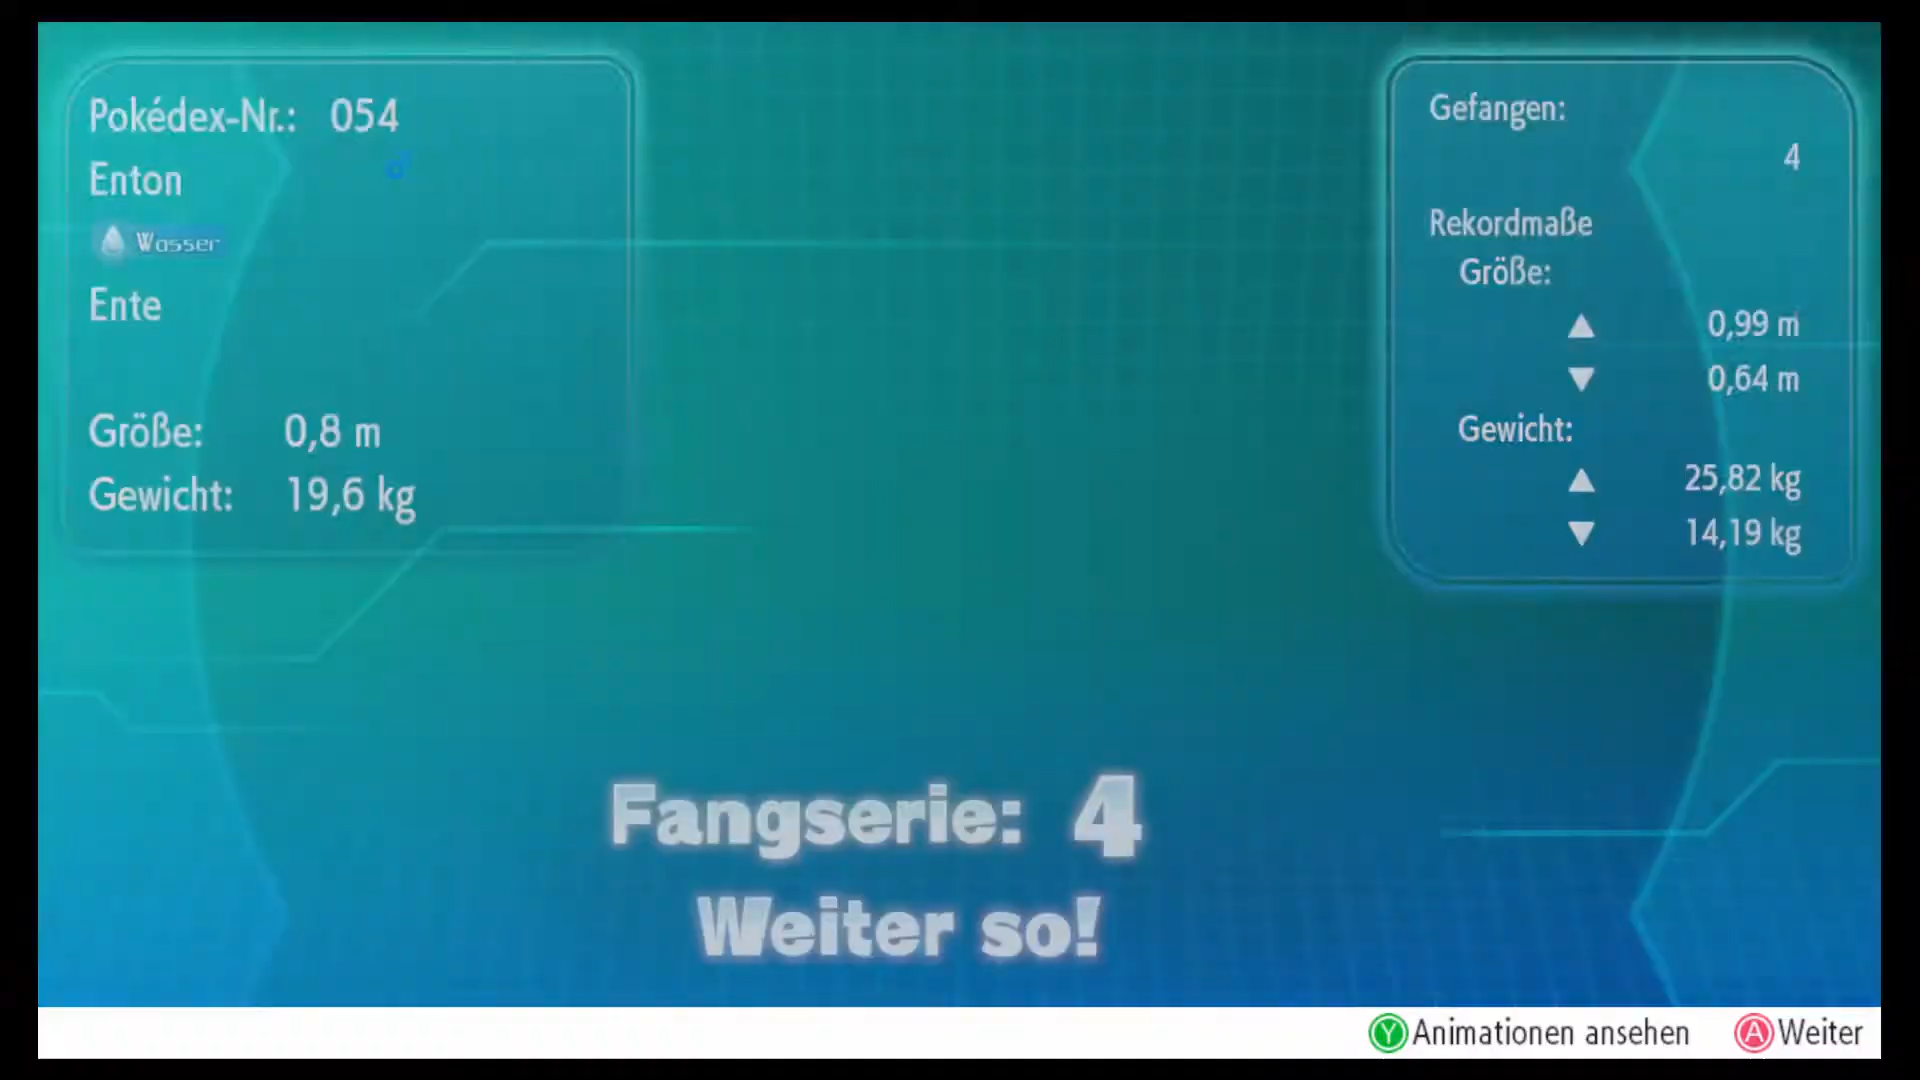 Pokédex-Nr.: 054
Enton ♂
Wasser
Ente
Größe: 0,8 m
Gewicht: 19,6 kg
Gefangen:
4
Rekordmaße
Größe:
▲ 0,99 m
▼ 0,64 m
Gewicht:
▲ 25,82 kg
▼ 14,19 kg
Fangserie: 4
Weiter so!
Y Animationen ansehen A Weiter